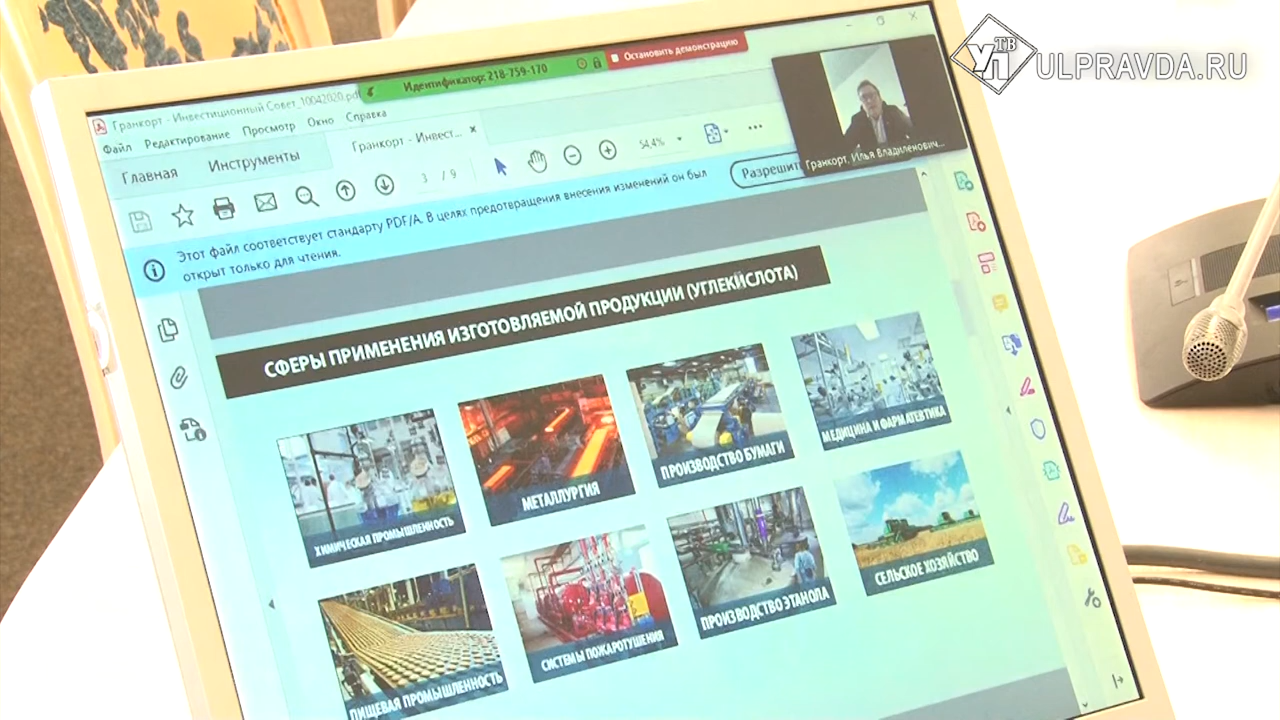 УП ТВ ULPRAVDA.RU
Идентификатор: 218-759-170
Остановить демонстрацию
Гранкорт - Инвестиционный Совет_10042020.pdf
Файл Редактирование Просмотр Окно Справка
Главная Инструменты Гранкорт - Инвест... ×
3 / 9 54,4%
Гранкорт, Илья Владиленович...
Этот файл соответствует стандарту PDF/A. В целях предотвращения внесения изменений он был
открыт только для чтения.
Разрешить
СФЕРЫ ПРИМЕНЕНИЯ ИЗГОТОВЛЯЕМОЙ ПРОДУКЦИИ (УГЛЕКИСЛОТА)
ХИМИЧЕСКАЯ ПРОМЫШЛЕННОСТЬ
МЕТАЛЛУРГИЯ
ПРОИЗВОДСТВО БУМАГИ
МЕДИЦИНА И ФАРМАТЕВТИКА
ПИЩЕВАЯ ПРОМЫШЛЕННОСТЬ
СИСТЕМЫ ПОЖАРОТУШЕНИЯ
ПРОИЗВОДСТВО ЭТАНОЛА
СЕЛЬСКОЕ ХОЗЯЙСТВО